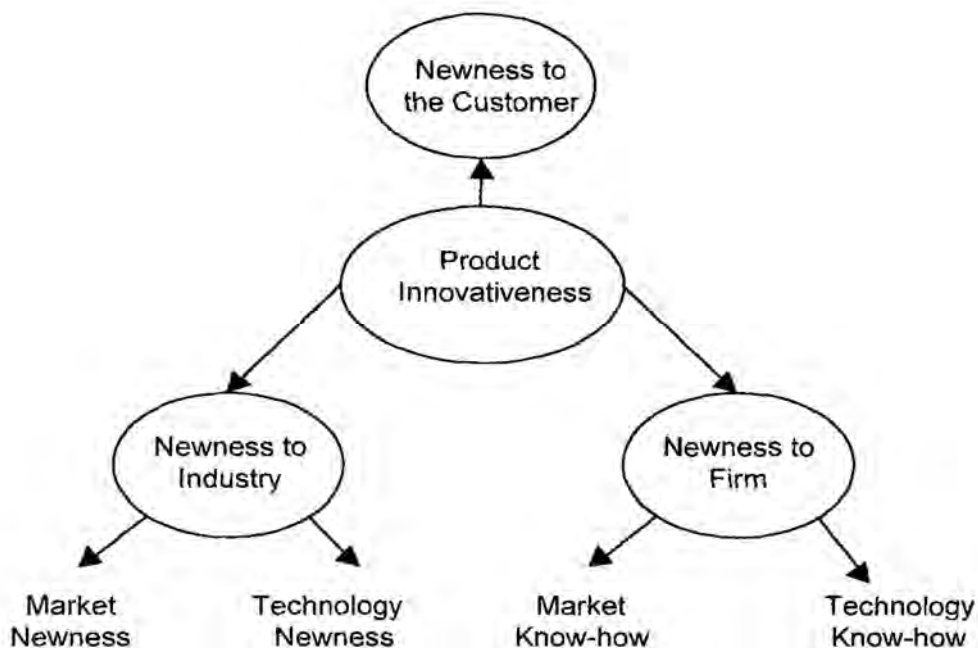 Newness to
the Customer
Product
Innovativeness
Newness to
Industry
Newness to
Firm
Market
Newness
Technology
Newness
Market
Know-how
Technology
Know-how